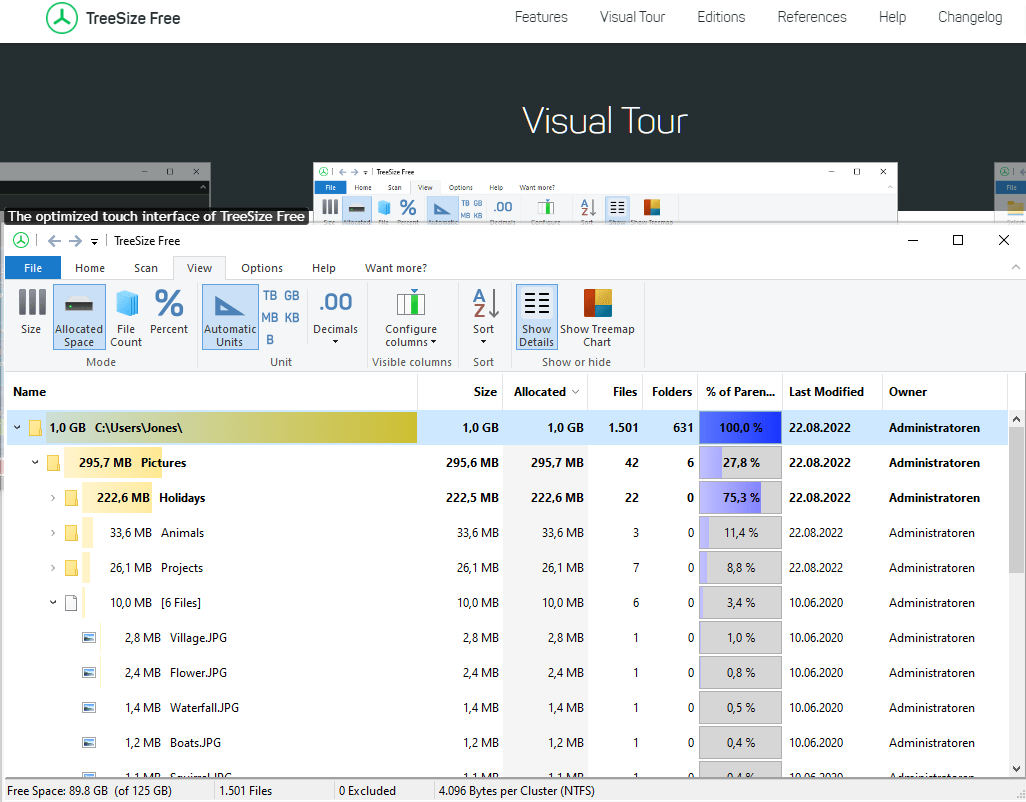 TreeSize Free
Features Visual Tour Editions References Help Changelog
Visual Tour
TreeSize Free
File Home Scan View Options Help Want more?
TB GB
MB KB
.00
The optimized touch interface of TreeSize Free
TreeSize Free
File Home Scan View Options Help Want more?
TB GB
MB KB
B
.00
Size Allocated Space File Count Percent Automatic Units Decimals Configure columns Sort Show Details Show Treemap Chart
Mode Unit Visible columns Sort Show or hide
Name Size Allocated Files Folders % of Paren... Last Modified Owner
1,0 GB C:\Users\Jones\ 1,0 GB 1,0 GB 1.501 631 100,0 % 22.08.2022 Administratoren
295,7 MB Pictures 295,6 MB 295,7 MB 42 6 27,8 % 22.08.2022 Administratoren
222,6 MB Holidays 222,5 MB 222,6 MB 22 0 75,3 % 22.08.2022 Administratoren
33,6 MB Animals 33,6 MB 33,6 MB 3 0 11,4 % 22.08.2022 Administratoren
26,1 MB Projects 26,1 MB 26,1 MB 7 0 8,8 % 22.08.2022 Administratoren
10,0 MB [6 Files] 10,0 MB 10,0 MB 6 0 3,4 % 10.06.2020 Administratoren
2,8 MB Village.JPG 2,8 MB 2,8 MB 1 0 1,0 % 10.06.2020 Administratoren
2,4 MB Flower.JPG 2,4 MB 2,4 MB 1 0 0,8 % 10.06.2020 Administratoren
1,4 MB Waterfall.JPG 1,4 MB 1,4 MB 1 0 0,5 % 10.06.2020 Administratoren
1,2 MB Boats.JPG 1,2 MB 1,2 MB 1 0 0,4 % 10.06.2020 Administratoren
Free Space: 89.8 GB (of 125 GB) 1.501 Files 0 Excluded 4.096 Bytes per Cluster (NTFS)